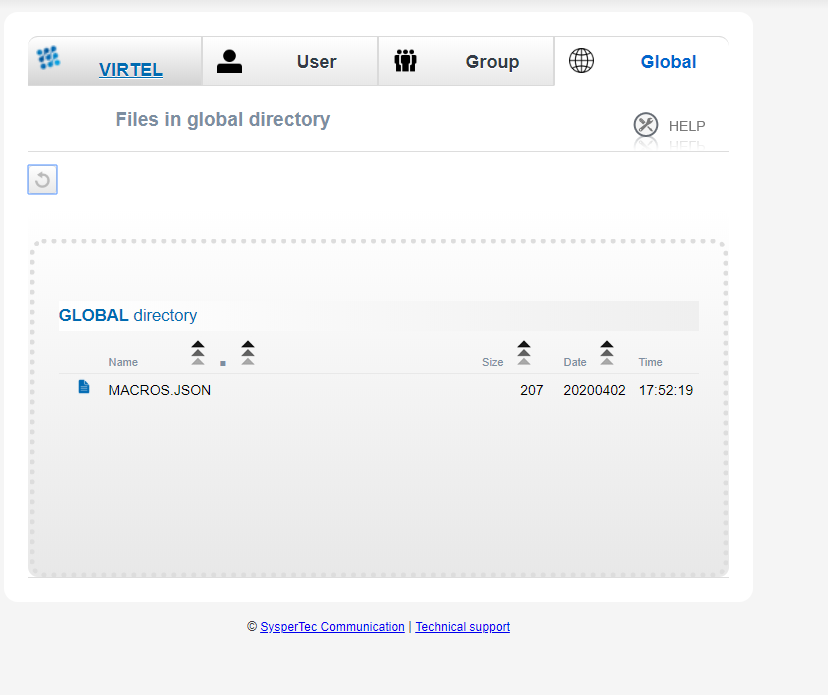 VIRTEL User Group Global
Files in global directory
HELP
GLOBAL directory
Name . Size Date Time
MACROS.JSON 207 20200402 17:52:19
© SysperTec Communication | Technical support